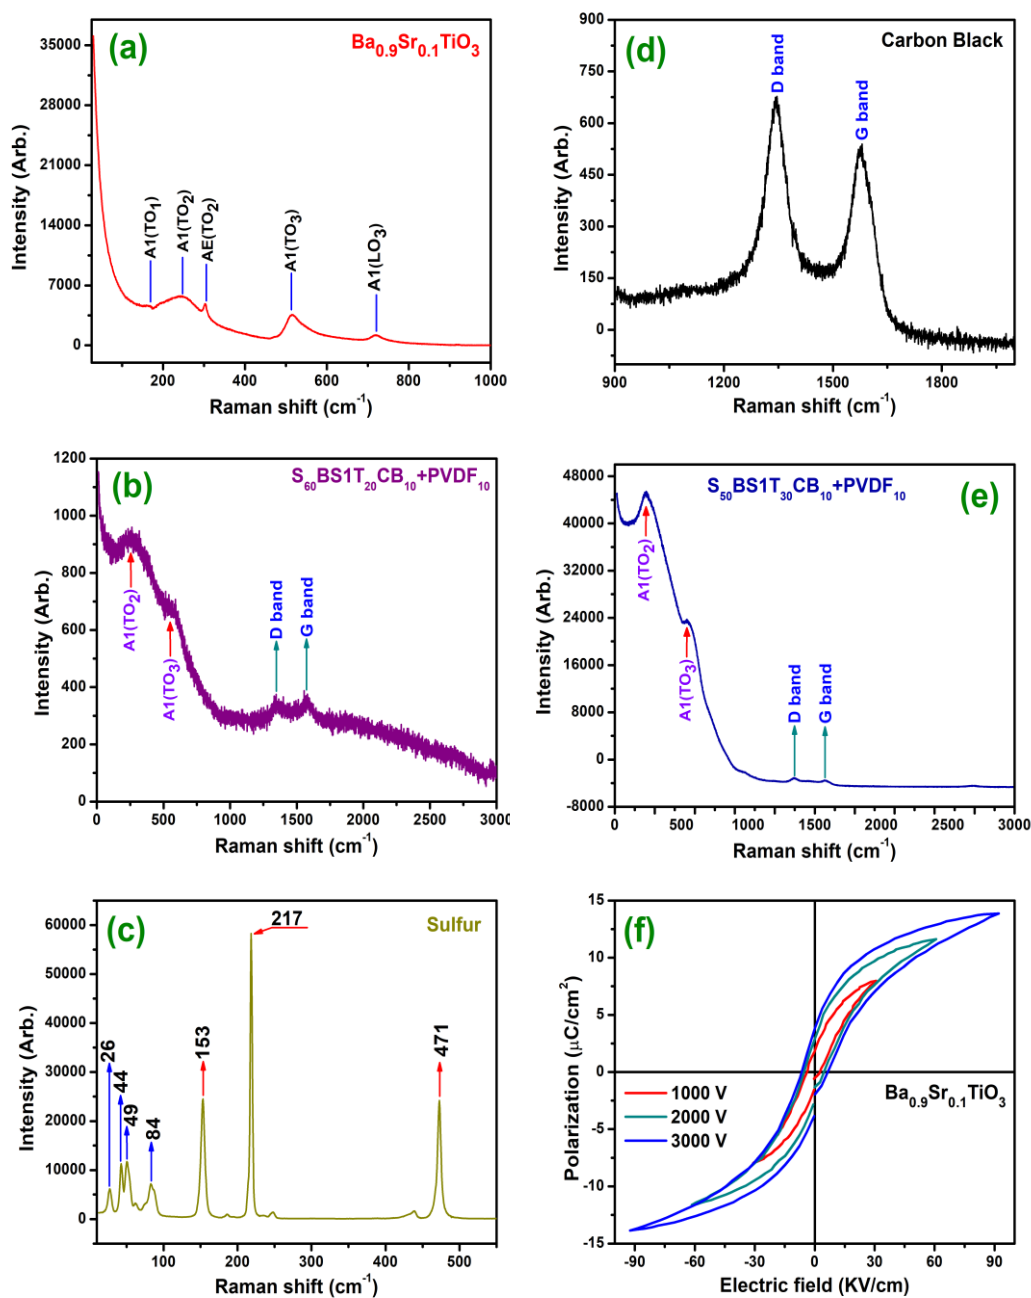 (a)
Ba0.9Sr0.1TiO3
35000
28000
21000
14000
7000
0
Intensity (Arb.)
A1(TO1)
A1(TO2)
AE(TO2)
A1(TO3)
A1(LO3)
200 400 600 800 1000
Raman shift (cm-1)
(d)
Carbon Black
900
750
600
450
300
150
0
Intensity (Arb.)
D band
G band
900 1200 1500 1800
Raman shift (cm-1)
(b)
S60BS1T20CB10+PVDF10
1200
1000
800
600
400
200
0
Intensity (Arb.)
A1(TO2)
A1(TO3)
D band
G band
0 500 1000 1500 2000 2500 3000
Raman shift (cm-1)
(e)
S50BS1T30CB10+PVDF10
48000
40000
32000
24000
16000
8000
0
-8000
Intensity (Arb.)
A1(TO2)
A1(TO3)
D band
G band
0 500 1000 1500 2000 2500 3000
Raman shift (cm-1)
(c)
Sulfur
60000
50000
40000
30000
20000
10000
0
Intensity (Arb.)
26
44
49
84
153
217
471
50 100 150 200 250 300 350 400 450 500
Raman shift (cm-1)
(f)
15
10
5
0
-5
-10
-15
Polarization (μC/cm2)
1000 V
2000 V
3000 V
Ba0.9Sr0.1TiO3
-90 -60 -30 0 30 60 90
Electric field (KV/cm)